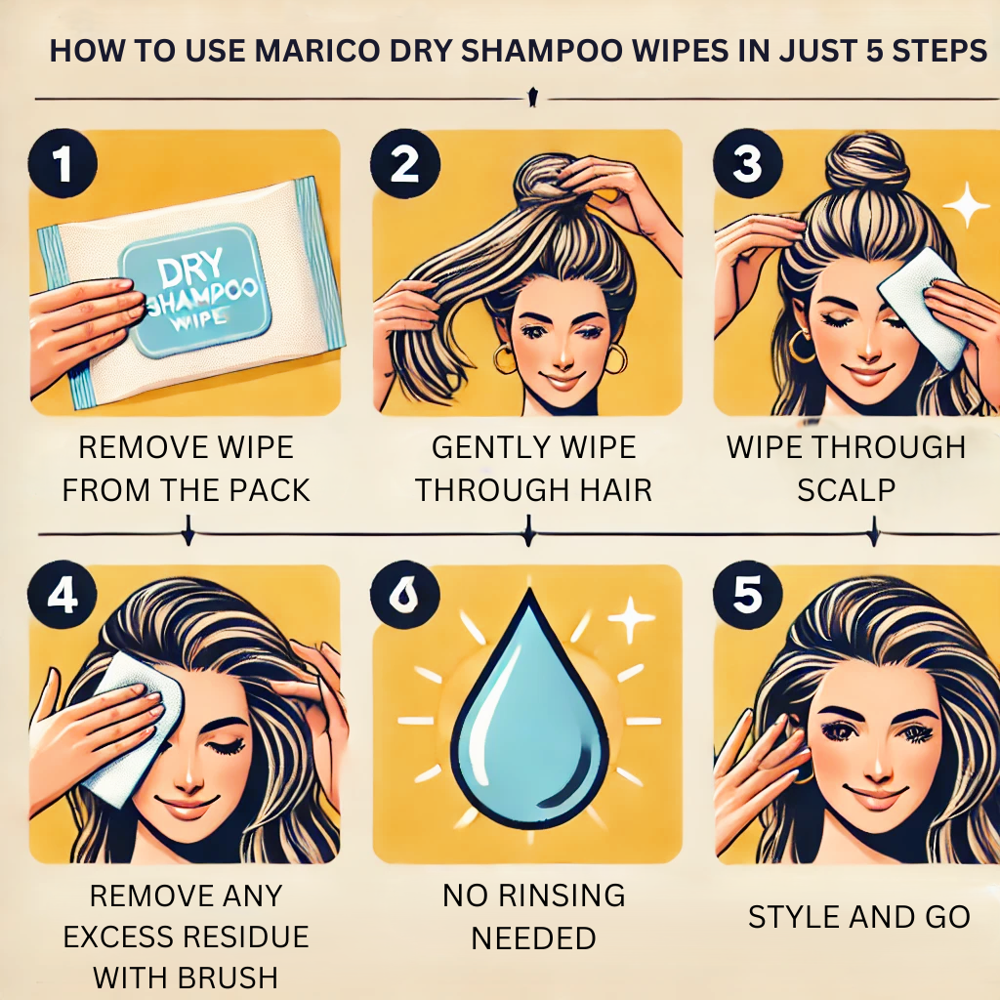 HOW TO USE MARICO DRY SHAMPOO WIPES IN JUST 5 STEPS
1
DRY
SHAMPOO
WIPE
REMOVE WIPE
FROM THE PACK
2
GENTLY WIPE
THROUGH HAIR
3
WIPE THROUGH
SCALP
4
REMOVE ANY
EXCESS RESIDUE
WITH BRUSH
6
NO RINSING
NEEDED
5
STYLE AND GO